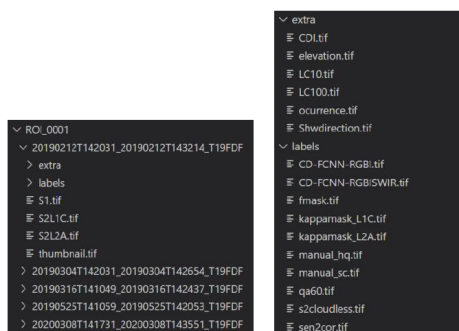 ROI_0001
20190212T142031_20190212T143214_T19FDF
extra
labels
S1.tif
S2L1C.tif
S2L2A.tif
thumbnail.tif
20190304T142031_20190304T142654_T19FDF
20190316T141049_20190316T142437_T19FDF
20190525T141059_20190525T142053_T19FDF
20200308T141731_20200308T143551_T19FDF
extra
CDI.tif
elevation.tif
LC10.tif
LC100.tif
ocurrence.tif
Shwdirection.tif
labels
CD-FCNN-RGBI.tif
CD-FCNN-RGBISWIR.tif
fmask.tif
kappamask_L1C.tif
kappamask_L2A.tif
manual_hq.tif
manual_sc.tif
qa60.tif
s2cloudless.tif
sen2cor.tif